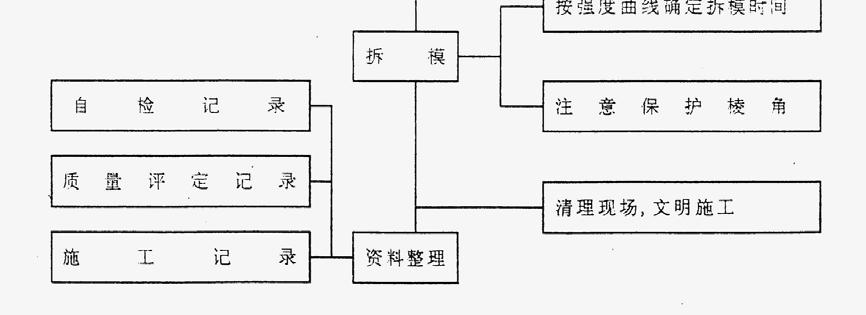 按强度曲线确定拆模时间
拆模
自检记录
注意保护棱角
质量评定记录
清理现场,文明施工
施工记录
资料整理